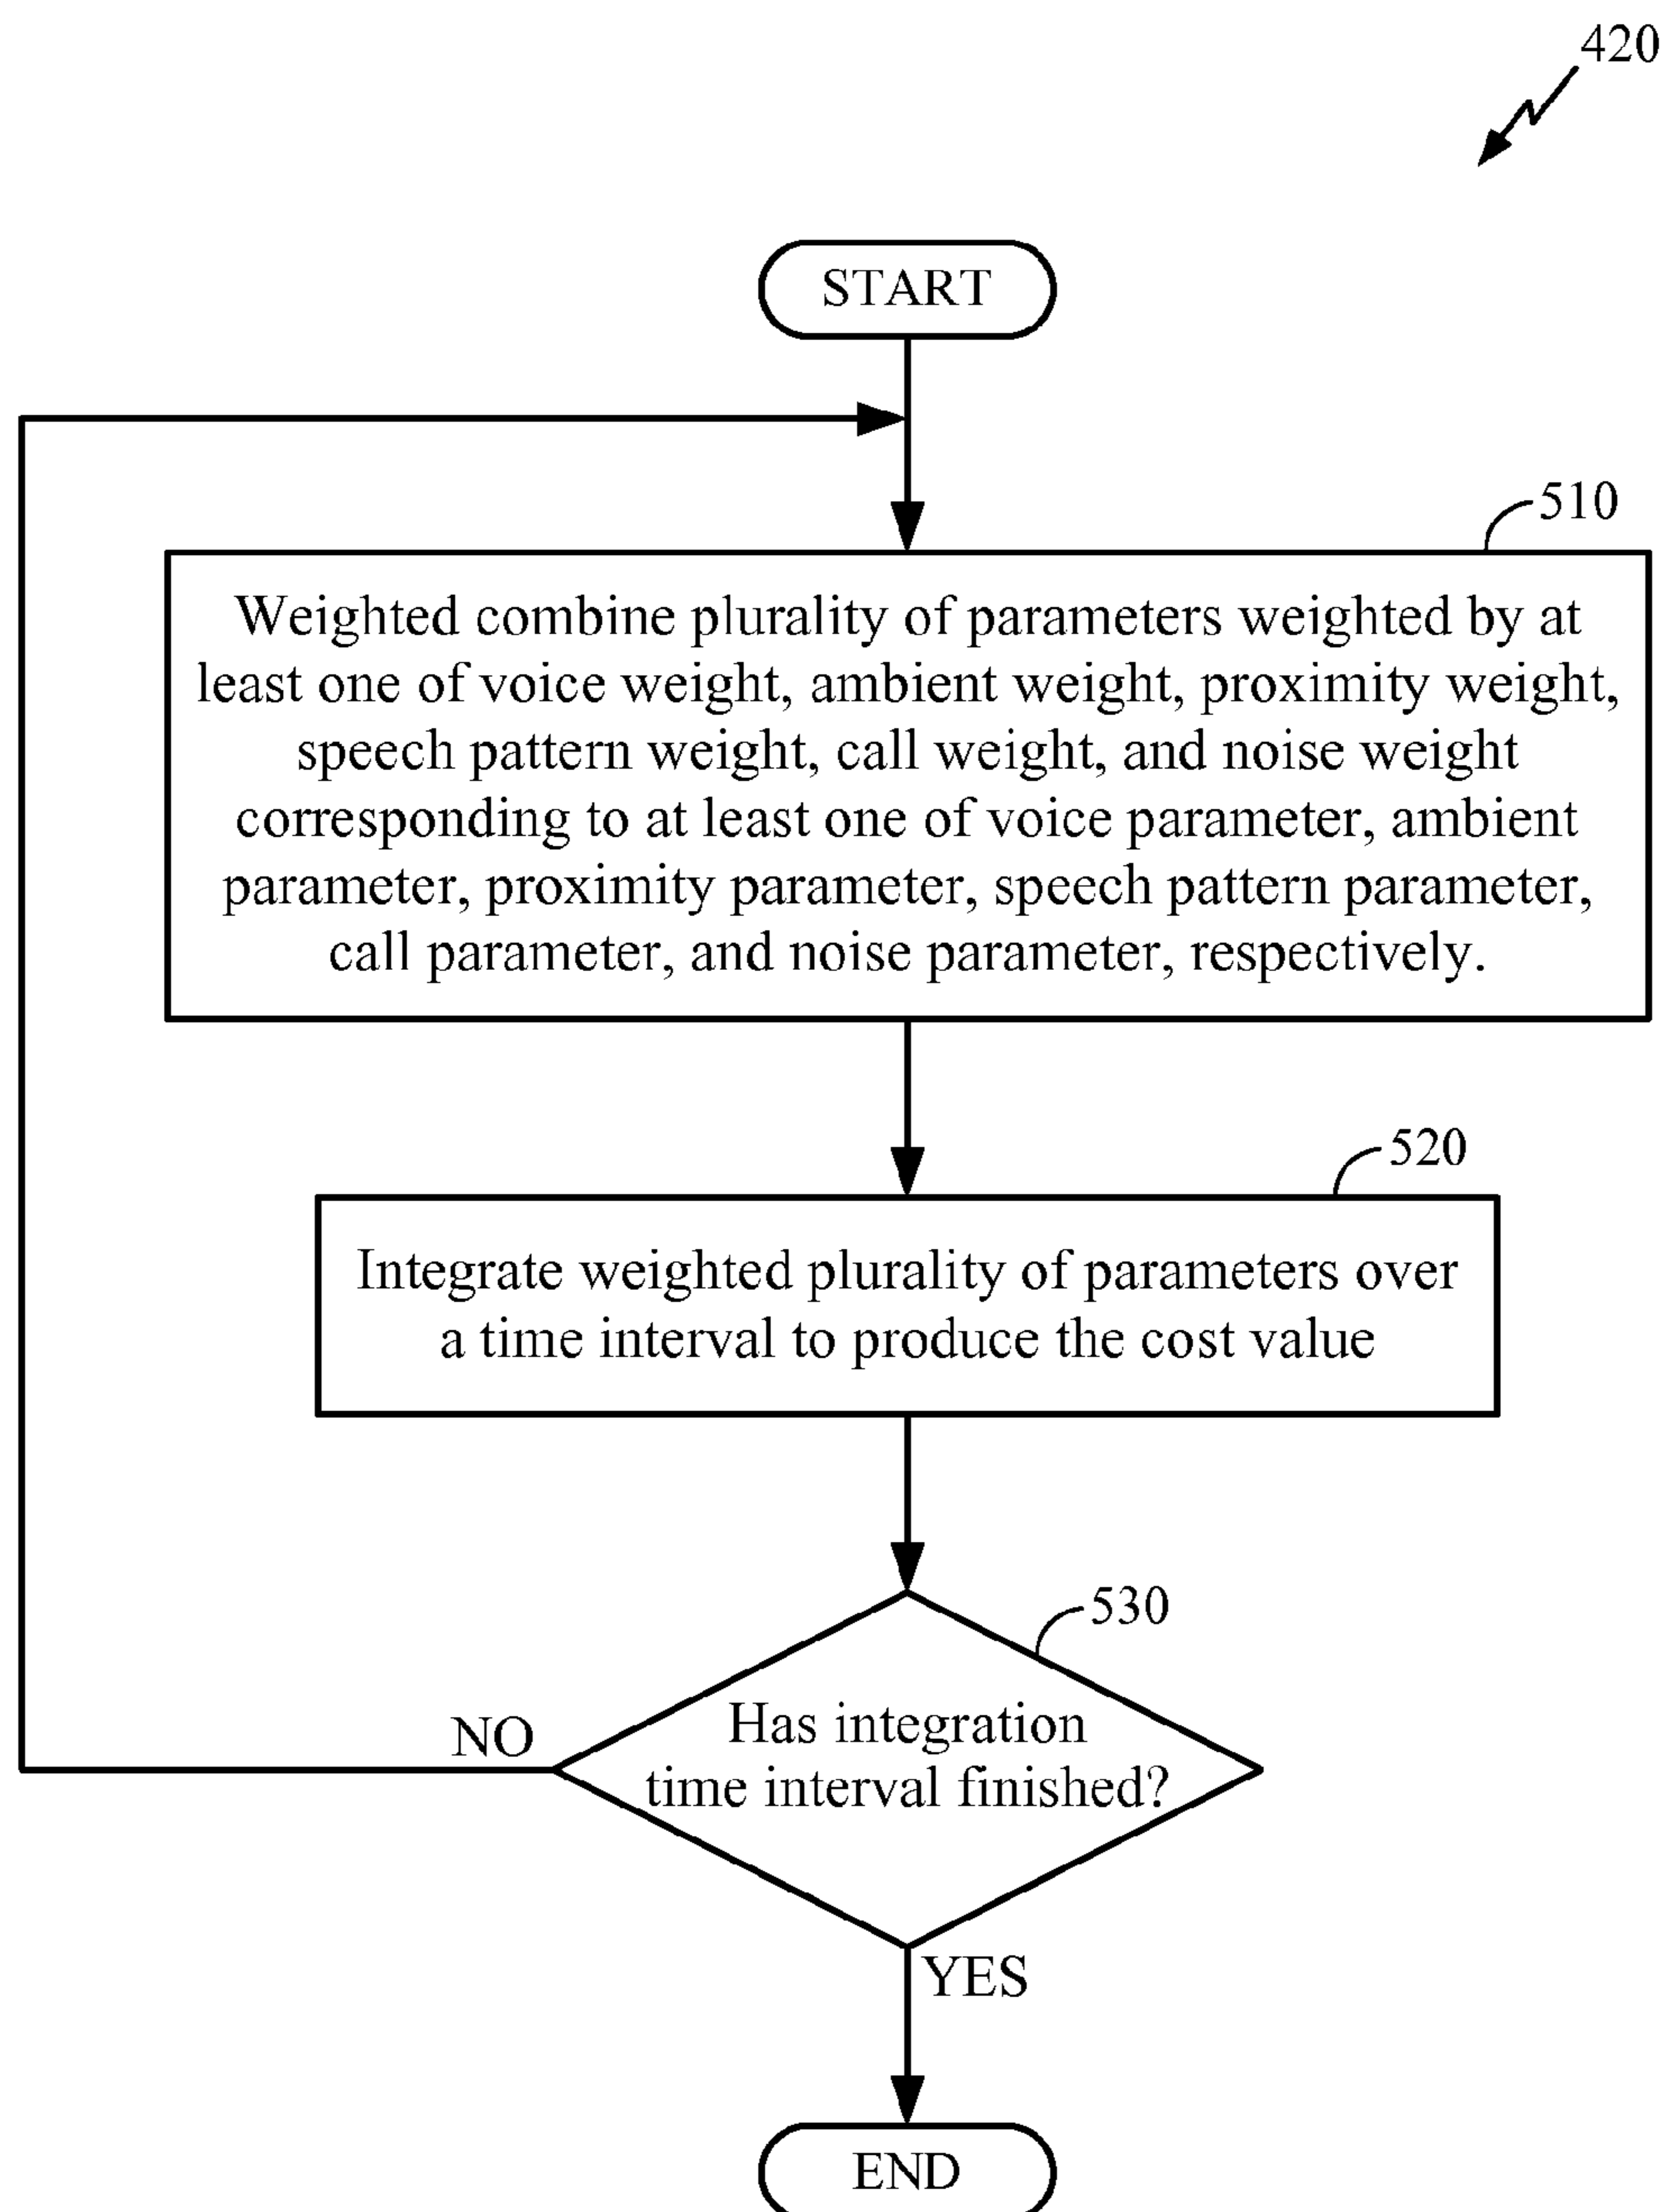 420
START
510
Weighted combine plurality of parameters weighted by at
least one of voice weight, ambient weight, proximity weight,
speech pattern weight, call weight, and noise weight
corresponding to at least one of voice parameter, ambient
parameter, proximity parameter, speech pattern parameter,
call parameter, and noise parameter, respectively.
520
Integrate weighted plurality of parameters over
a time interval to produce the cost value
530
Has integration
time interval finished?
NO
YES
END